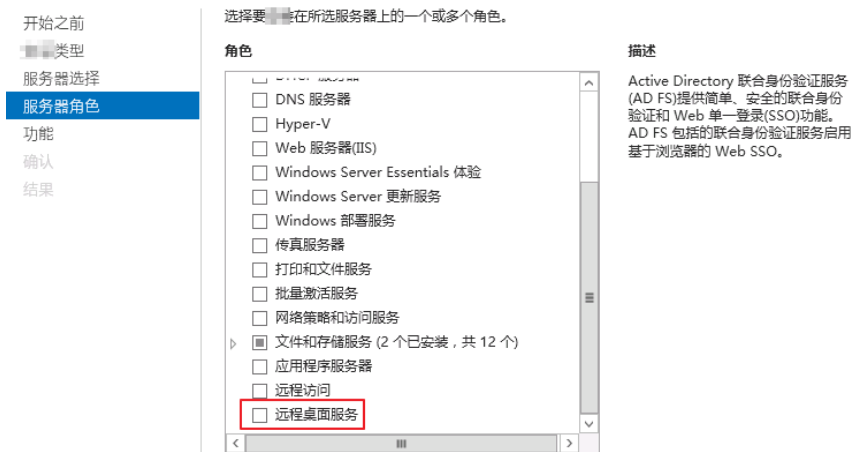 开始之前
类型
服务器选择
服务器角色
功能
确认
结果
选择要在所选服务器上的一个或多个角色。
角色
DNS 服务器
Hyper-V
Web 服务器(IIS)
Windows Server Essentials 体验
Windows Server 更新服务
Windows 部署服务
传真服务器
打印和文件服务
批量激活服务
网络策略和访问服务
文件和存储服务 (2 个已安装，共 12 个)
应用程序服务器
远程访问
远程桌面服务
描述
Active Directory 联合身份验证服务
(AD FS)提供简单、安全的联合身份
验证和 Web 单一登录(SSO)功能。
AD FS 包括的联合身份验证服务启用
基于浏览器的 Web SSO。